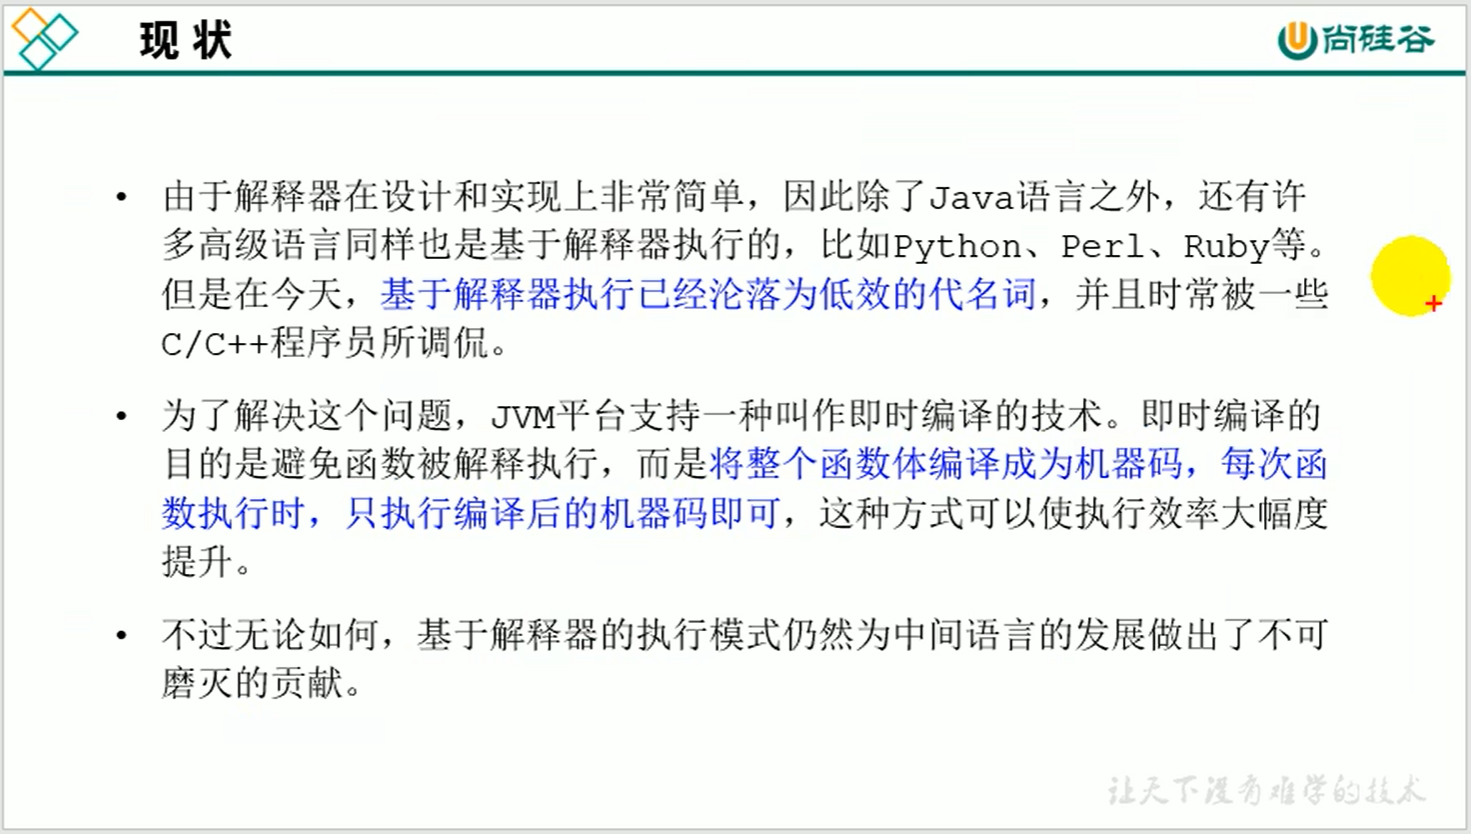 现 状
尚硅谷
• 由于解释器在设计和实现上非常简单，因此除了Java语言之外，还有许
多高级语言同样也是基于解释器执行的，比如Python、Perl、Ruby等。
但是在今天，基于解释器执行已经沦落为低效的代名词，并且时常被一些
C/C++程序员所调侃。
• 为了解决这个问题，JVM平台支持一种叫作即时编译的技术。即时编译的
目的是避免函数被解释执行，而是将整个函数体编译成为机器码，每次函
数执行时，只执行编译后的机器码即可，这种方式可以使执行效率大幅度
提升。
• 不过无论如何，基于解释器的执行模式仍然为中间语言的发展做出了不可
磨灭的贡献。
让天下没有难学的技术